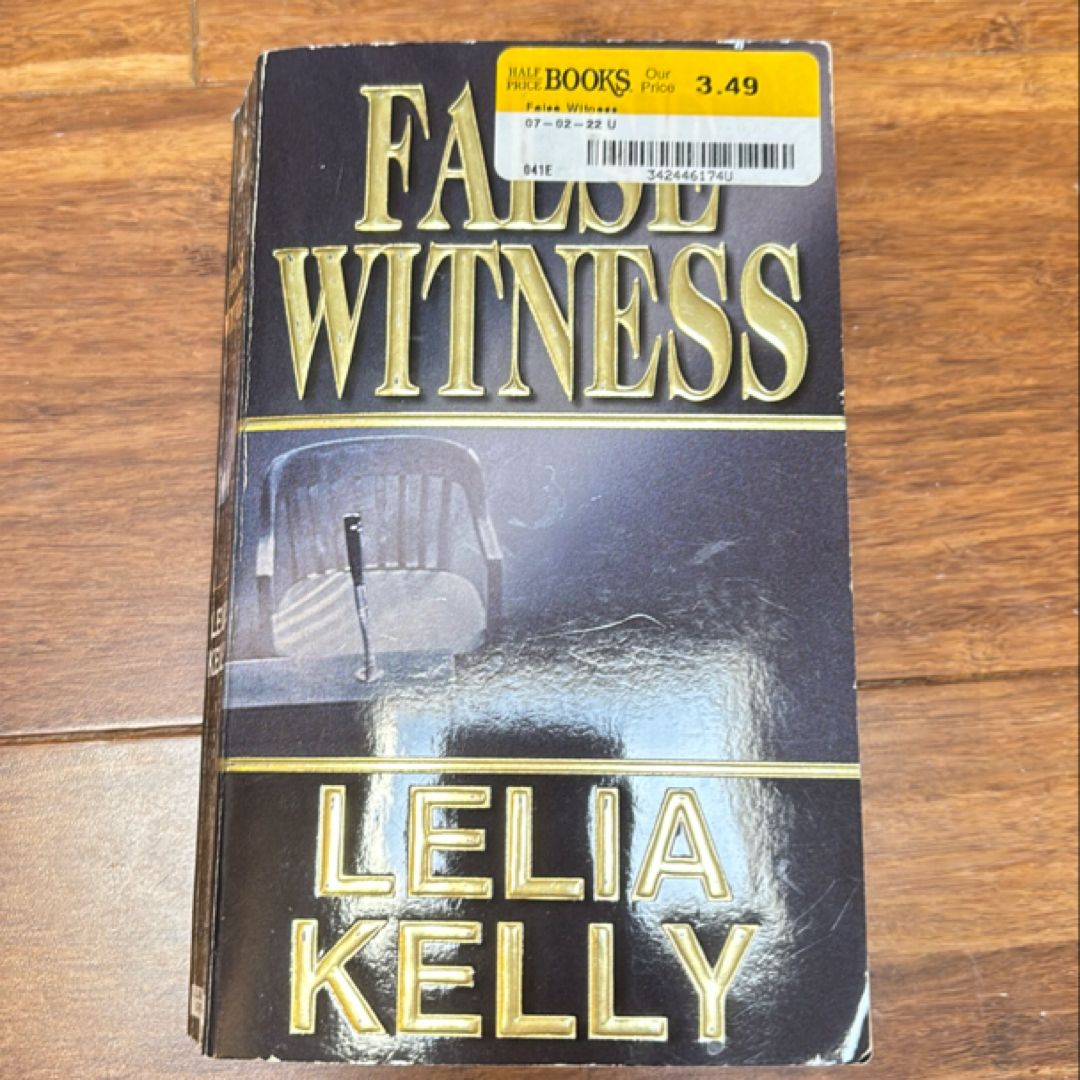 HALF PRICE BOOKS. Our Price 3.49
False Witness
07-02-22 U
041E 342446174U
FALSE
WITNESS
LELIA
KELLY